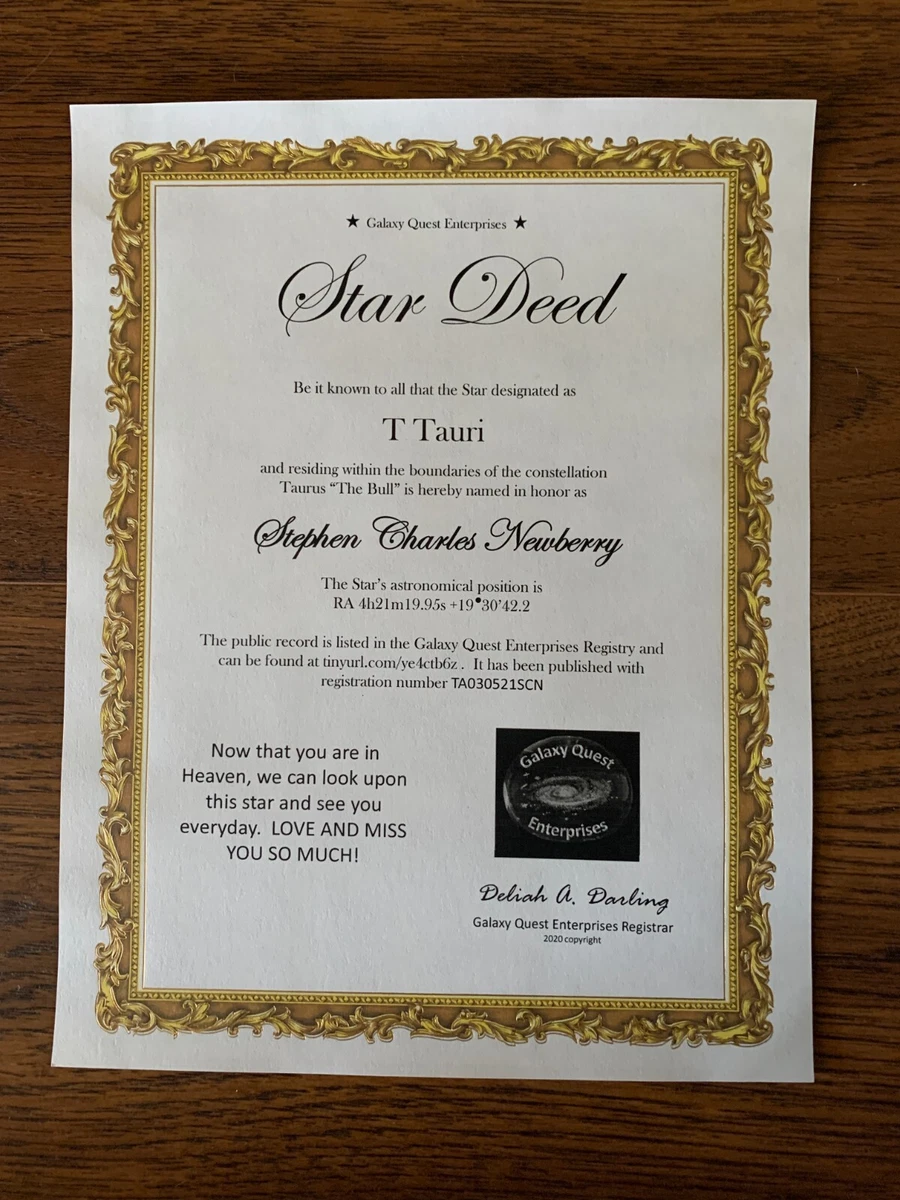 ★ Galaxy Quest Enterprises ★
Star Deed
Be it known to all that the Star designated as
T Tauri
and residing within the boundaries of the constellation
Taurus “The Bull” is hereby named in honor as
Stephen Charles Newberry
The Star’s astronomical position is
RA 4h21m19.95s +19•30’42.2
The public record is listed in the Galaxy Quest Enterprises Registry and
can be found at tinyurl.com/ye4ctb6z . It has been published with
registration number TA030521SCN
Now that you are in
Heaven, we can look upon
this star and see you
everyday. LOVE AND MISS
YOU SO MUCH!
Galaxy Quest
Enterprises
Deliah A. Darling
Galaxy Quest Enterprises Registrar
2020 copyright